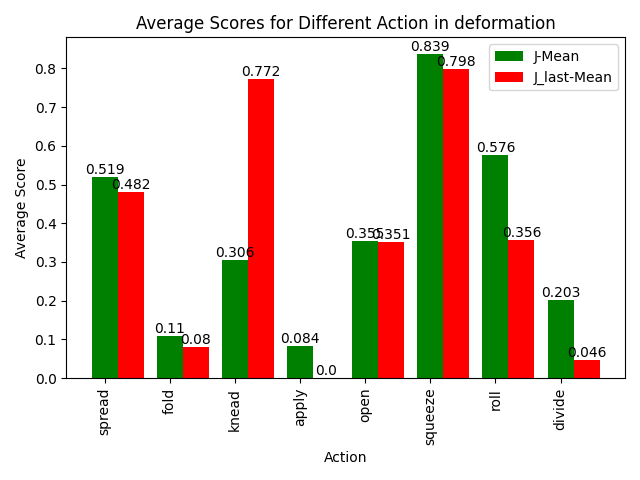 Average Scores for Different Action in deformation
J-Mean
J_last-Mean
Average Score
0.8
0.7
0.6
0.5
0.4
0.3
0.2
0.1
0.0
0.519
0.482
0.11
0.08
0.306
0.772
0.084
0.0
0.355
0.351
0.839
0.798
0.576
0.356
0.203
0.046
spread
fold
knead
apply
open
squeeze
roll
divide
Action